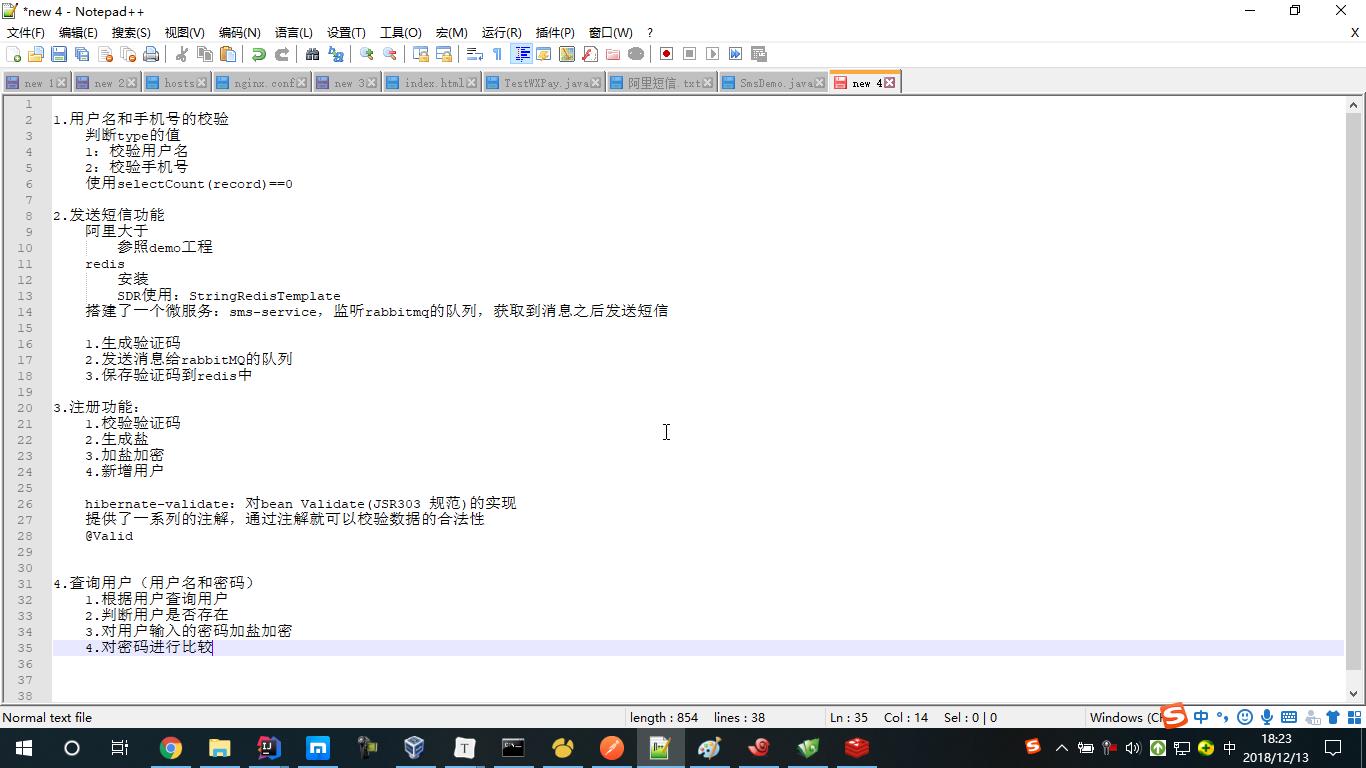 *new 4 - Notepad++
文件(F) 编辑(E) 搜索(S) 视图(V) 编码(N) 语言(L) 设置(T) 工具(O) 宏(M) 运行(R) 插件(P) 窗口(W) ? X
new 1 new 2 hosts nginx.conf new 3 index.html TestWXPay.java 阿里短信.txt SmsDemo.java new 4
1
2 1.用户名和手机号的校验
3 判断type的值
4 1：校验用户名
5 2：校验手机号
6 使用selectCount(record)==0
7
8 2.发送短信功能
9 阿里大于
10 参照demo工程
11 redis
12 安装
13 SDR使用：StringRedisTemplate
14 搭建了一个微服务：sms-service，监听rabbitmq的队列，获取到消息之后发送短信
15
16 1.生成验证码
17 2.发送消息给rabbitMQ的队列
18 3.保存验证码到redis中
19
20 3.注册功能：
21 1.校验验证码
22 2.生成盐
23 3.加盐加密
24 4.新增用户
25
26 hibernate-validate：对bean Validate(JSR303 规范)的实现
27 提供了一系列的注解，通过注解就可以校验数据的合法性
28 @Valid
29
30
31 4.查询用户（用户名和密码）
32 1.根据用户查询用户
33 2.判断用户是否存在
34 3.对用户输入的密码加盐加密
35 4.对密码进行比较
36
37
38
Normal text file length : 854 lines : 38 Ln : 35 Col : 14 Sel : 0 | 0 Windows (C 中
中 18:23
2018/12/13